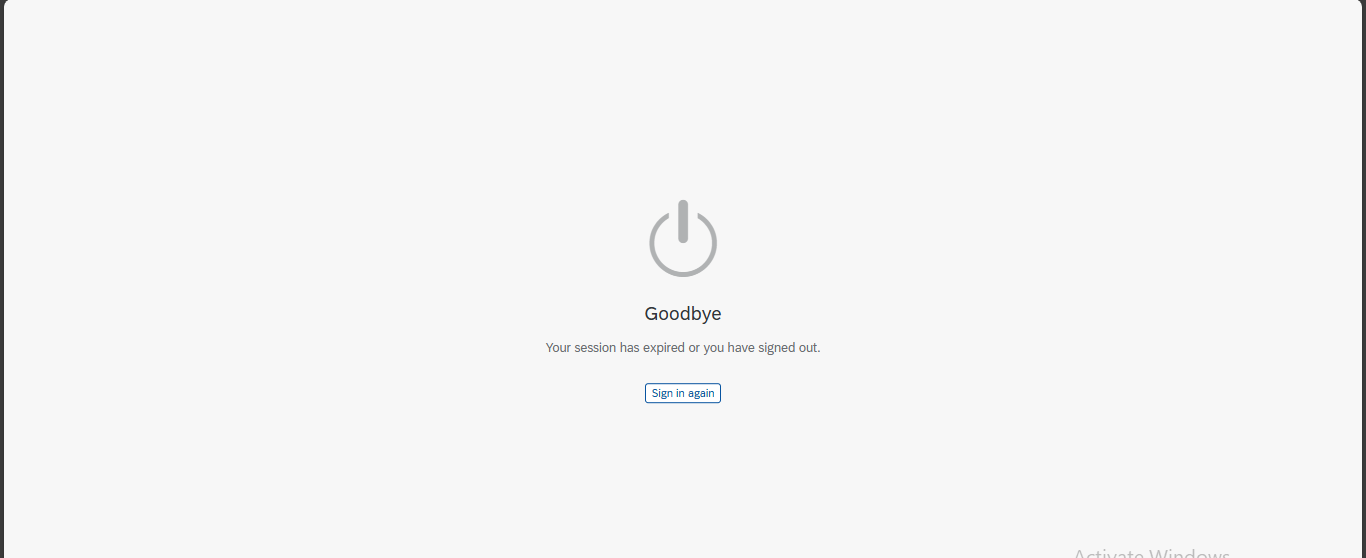 Goodbye
Your session has expired or you have signed out.
Sign in again
Activate Windows